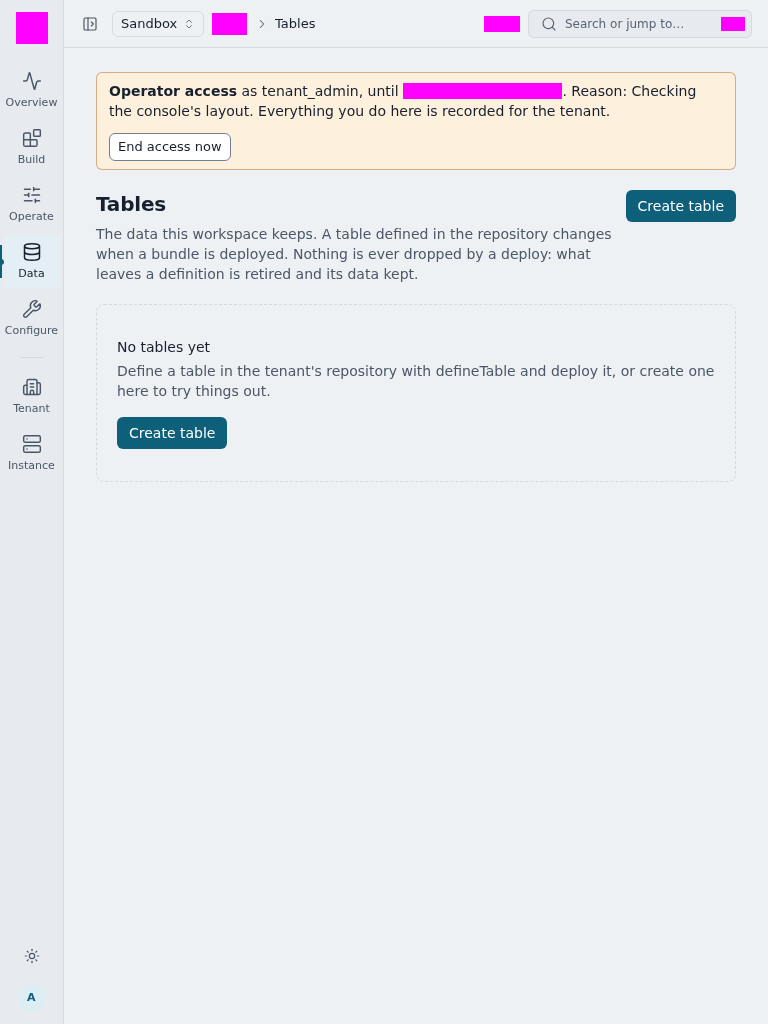 Sandbox
Tables
Search or jump to...
Overview
Build
Operate
Data
Configure
Tenant
Instance
A
Operator access as tenant_admin, until . Reason: Checking
the console's layout. Everything you do here is recorded for the tenant.
End access now
Tables
Create table
The data this workspace keeps. A table defined in the repository changes
when a bundle is deployed. Nothing is ever dropped by a deploy: what
leaves a definition is retired and its data kept.
No tables yet
Define a table in the tenant's repository with defineTable and deploy it, or create one
here to try things out.
Create table